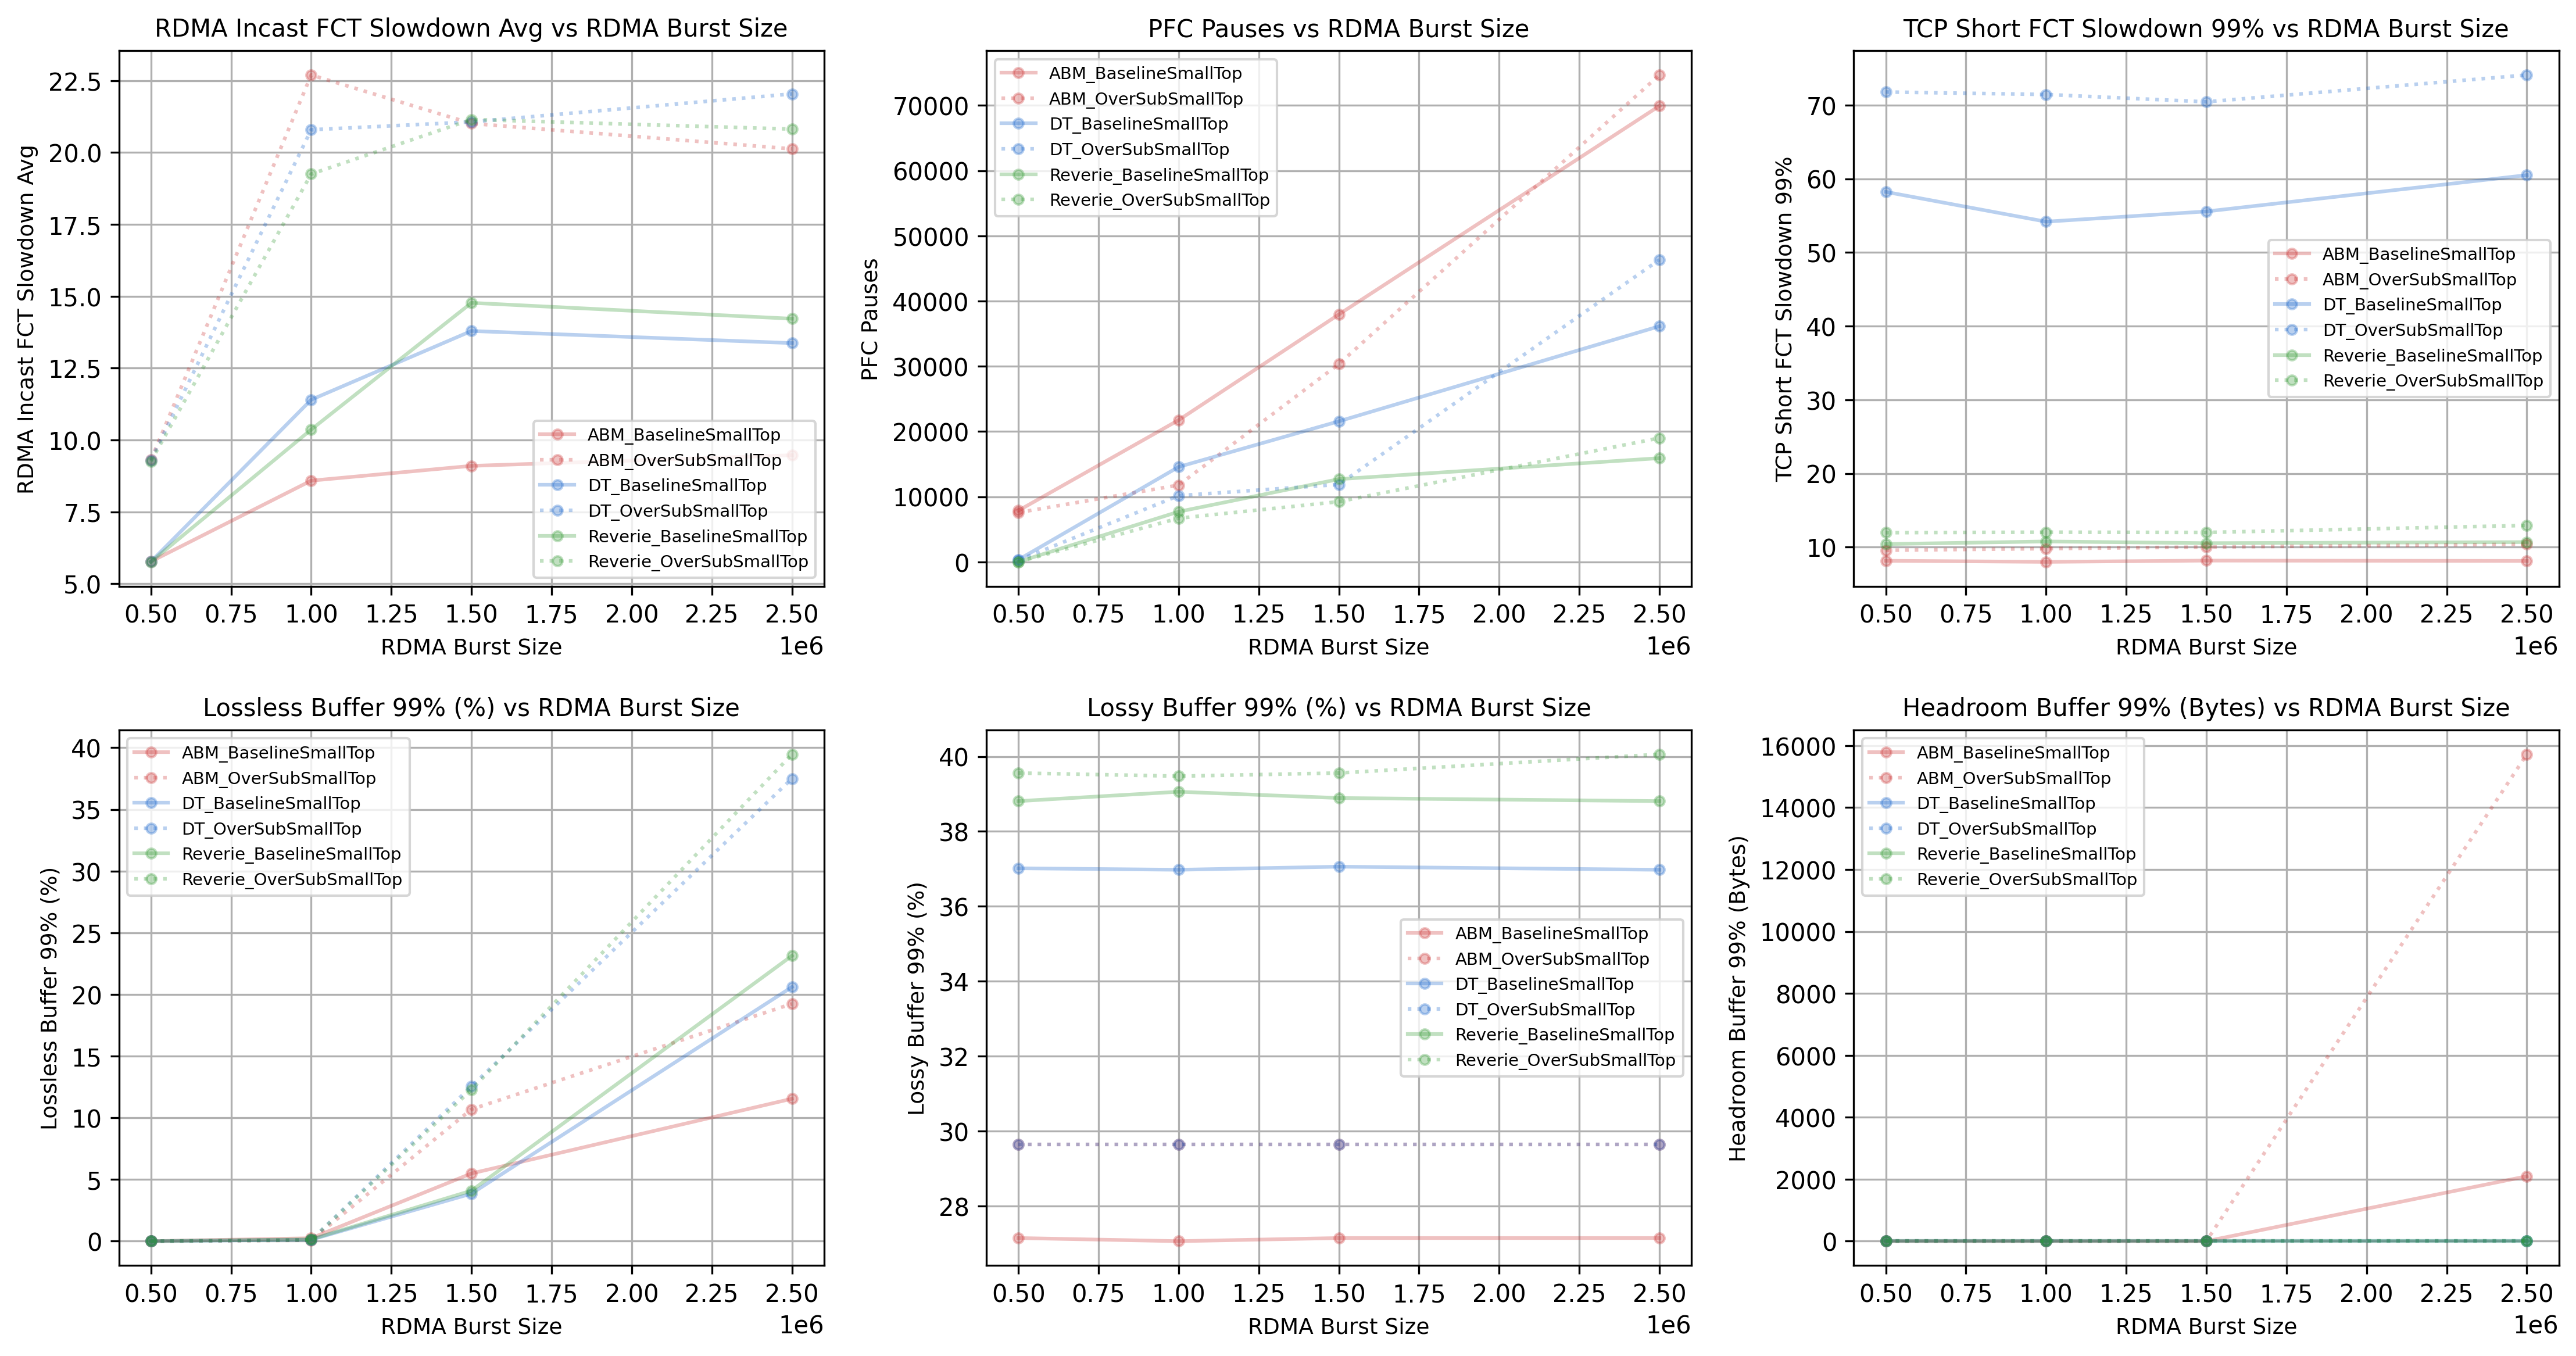 RDMA Incast FCT Slowdown Avg vs RDMA Burst Size
RDMA Incast FCT Slowdown Avg
22.5
20.0
17.5
15.0
12.5
10.0
7.5
5.0
ABM_BaselineSmallTop
ABM_OverSubSmallTop
DT_BaselineSmallTop
DT_OverSubSmallTop
Reverie_BaselineSmallTop
Reverie_OverSubSmallTop
0.50 0.75 1.00 1.25 1.50 1.75 2.00 2.25 2.50
RDMA Burst Size
1e6
PFC Pauses vs RDMA Burst Size
PFC Pauses
70000
60000
50000
40000
30000
20000
10000
0
ABM_BaselineSmallTop
ABM_OverSubSmallTop
DT_BaselineSmallTop
DT_OverSubSmallTop
Reverie_BaselineSmallTop
Reverie_OverSubSmallTop
0.50 0.75 1.00 1.25 1.50 1.75 2.00 2.25 2.50
RDMA Burst Size
1e6
TCP Short FCT Slowdown 99% vs RDMA Burst Size
TCP Short FCT Slowdown 99%
70
60
50
40
30
20
10
ABM_BaselineSmallTop
ABM_OverSubSmallTop
DT_BaselineSmallTop
DT_OverSubSmallTop
Reverie_BaselineSmallTop
Reverie_OverSubSmallTop
0.50 0.75 1.00 1.25 1.50 1.75 2.00 2.25 2.50
RDMA Burst Size
1e6
Lossless Buffer 99% (%) vs RDMA Burst Size
Lossless Buffer 99% (%)
40
35
30
25
20
15
10
5
0
ABM_BaselineSmallTop
ABM_OverSubSmallTop
DT_BaselineSmallTop
DT_OverSubSmallTop
Reverie_BaselineSmallTop
Reverie_OverSubSmallTop
0.50 0.75 1.00 1.25 1.50 1.75 2.00 2.25 2.50
RDMA Burst Size
1e6
Lossy Buffer 99% (%) vs RDMA Burst Size
Lossy Buffer 99% (%)
40
38
36
34
32
30
28
ABM_BaselineSmallTop
ABM_OverSubSmallTop
DT_BaselineSmallTop
DT_OverSubSmallTop
Reverie_BaselineSmallTop
Reverie_OverSubSmallTop
0.50 0.75 1.00 1.25 1.50 1.75 2.00 2.25 2.50
RDMA Burst Size
1e6
Headroom Buffer 99% (Bytes) vs RDMA Burst Size
Headroom Buffer 99% (Bytes)
16000
14000
12000
10000
8000
6000
4000
2000
0
ABM_BaselineSmallTop
ABM_OverSubSmallTop
DT_BaselineSmallTop
DT_OverSubSmallTop
Reverie_BaselineSmallTop
Reverie_OverSubSmallTop
0.50 0.75 1.00 1.25 1.50 1.75 2.00 2.25 2.50
RDMA Burst Size
1e6